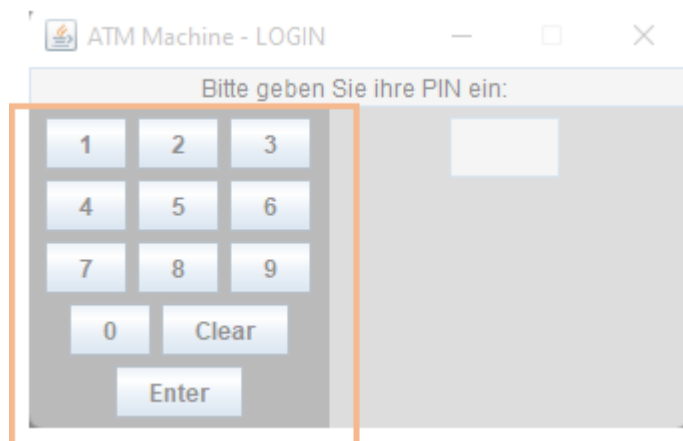 ATM Machine - LOGIN
Bitte geben Sie ihre PIN ein:
1 2 3
4 5 6
7 8 9
0 Clear
Enter